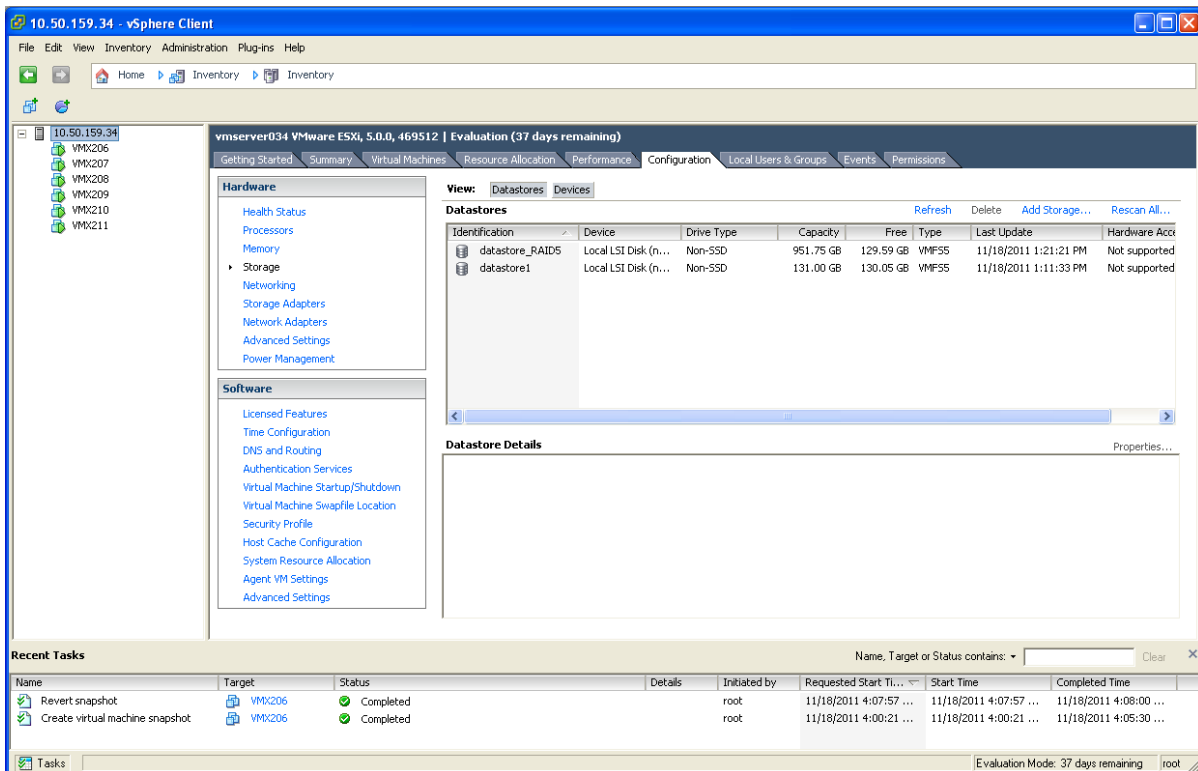 10.50.159.34 - vSphere Client
File Edit View Inventory Administration Plug-ins Help
Home Inventory Inventory
10.50.159.34
VMX206
VMX207
VMX208
VMX209
VMX210
VMX211
vmserver034 VMware ESXi, 5.0.0, 469512 | Evaluation (37 days remaining)
Getting Started Summary Virtual Machines Resource Allocation Performance Configuration Local Users & Groups Events Permissions
Hardware
Health Status
Processors
Memory
Storage
Networking
Storage Adapters
Network Adapters
Advanced Settings
Power Management
Software
Licensed Features
Time Configuration
DNS and Routing
Authentication Services
Virtual Machine Startup/Shutdown
Virtual Machine Swapfile Location
Security Profile
Host Cache Configuration
System Resource Allocation
Agent VM Settings
Advanced Settings
View: Datastores Devices
Datastores Refresh Delete Add Storage... Rescan All...
Identification Device Drive Type Capacity Free Type Last Update Hardware Acce
datastore_RAID5 Local LSI Disk (n... Non-SSD 951.75 GB 129.59 GB VMFS5 11/18/2011 1:21:21 PM Not supported
datastore1 Local LSI Disk (n... Non-SSD 131.00 GB 130.05 GB VMFS5 11/18/2011 1:11:33 PM Not supported
Datastore Details Properties...
Recent Tasks Name, Target or Status contains: Clear
Name Target Status Details Initiated by Requested Start Ti... Start Time Completed Time
Revert snapshot VMX206 Completed root 11/18/2011 4:07:57 ... 11/18/2011 4:07:57 ... 11/18/2011 4:08:00 ...
Create virtual machine snapshot VMX206 Completed root 11/18/2011 4:00:21 ... 11/18/2011 4:00:21 ... 11/18/2011 4:05:30 ...
Tasks Evaluation Mode: 37 days remaining root